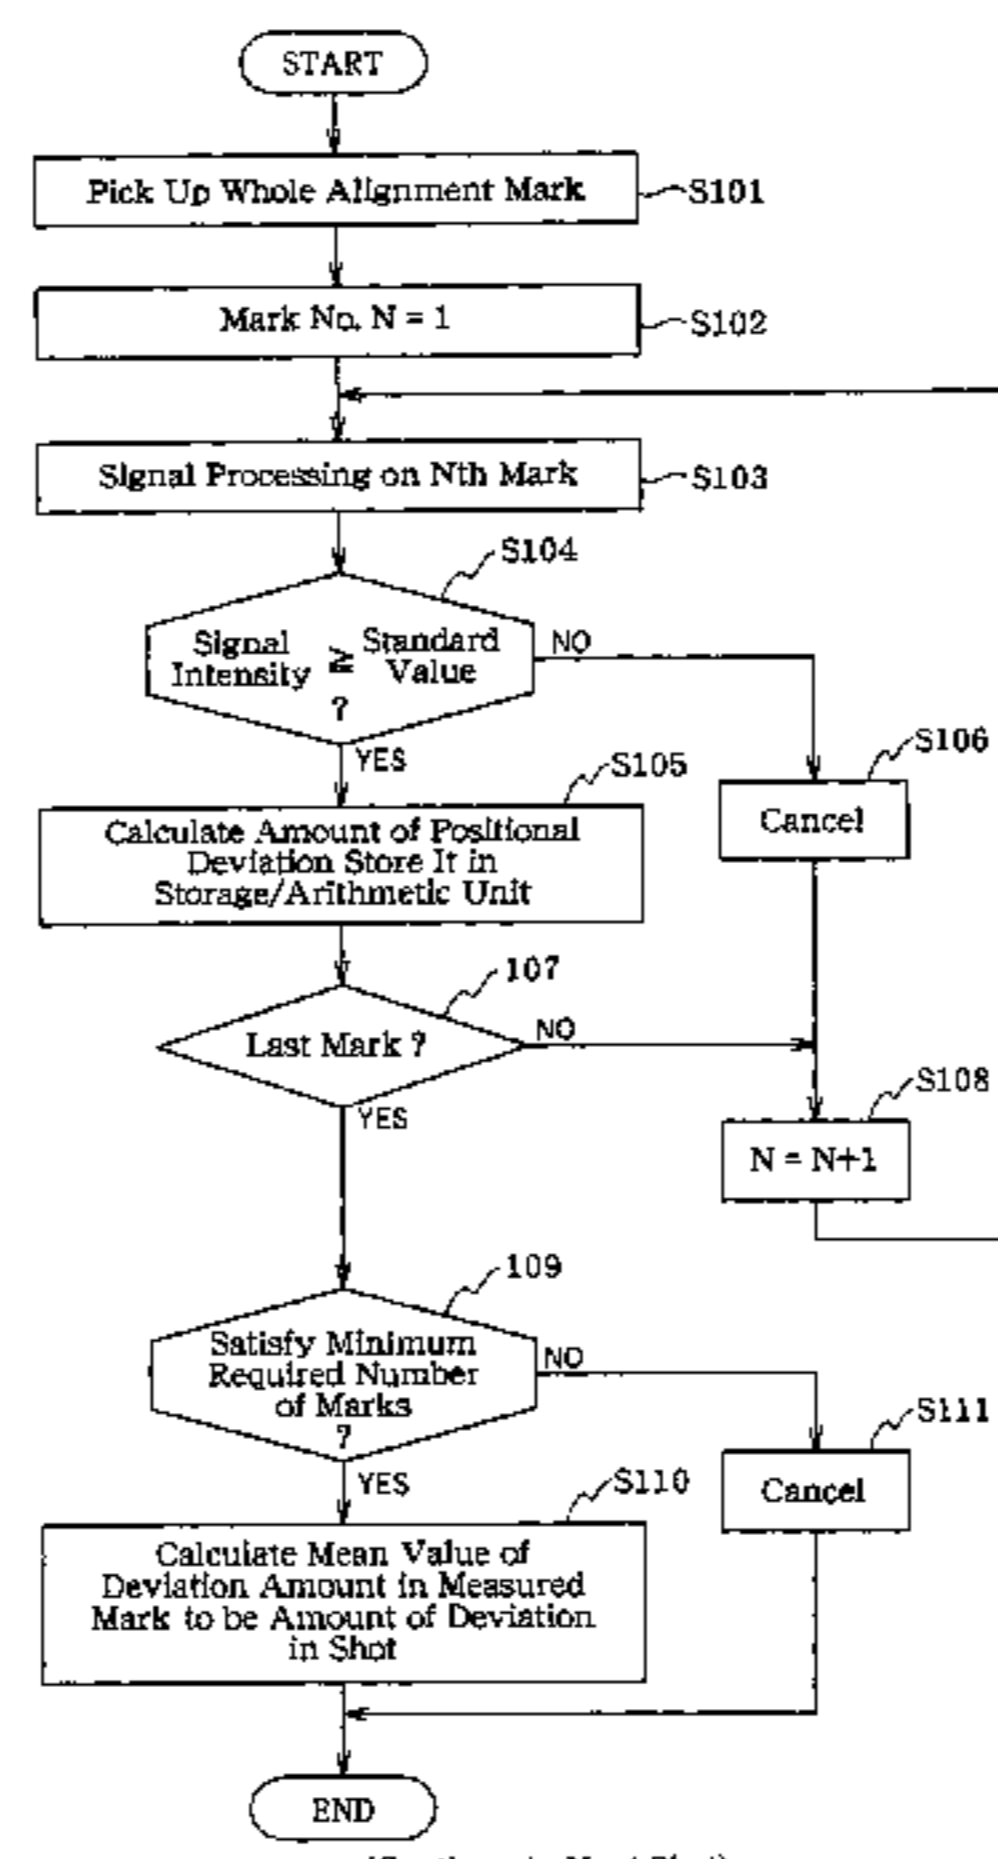 START
Pick Up Whole Alignment Mark
S101
Mark No. N = 1
S102
Signal Processing on Nth Mark
S103
S104
Signal Intensity ≧ Standard Value
?
NO
YES
S105
S106
Calculate Amount of Positional
Deviation Store It in
Storage/Arithmetic Unit
Cancel
107
Last Mark ?
NO
YES
S108
N = N+1
109
Satisfy Minimum
Required Number
of Marks
?
NO
YES
S110
S111
Cancel
Calculate Mean Value of
Deviation Amount in Measured
Mark to be Amount of Deviation
in Shot
END